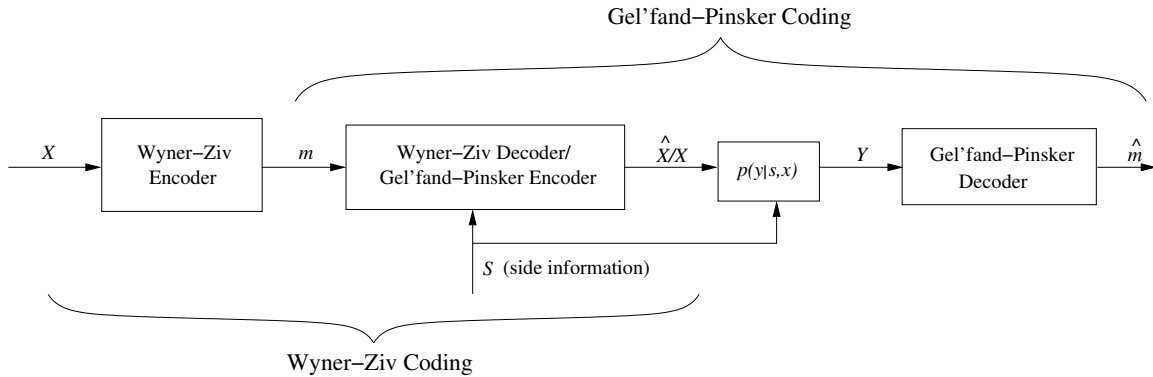 Gel'fand−Pinsker Coding
X
Wyner−Ziv
Encoder
m
Wyner−Ziv Decoder/
Gel'fand−Pinsker Encoder
^
X/X
p(y|s,x)
Y
Gel'fand−Pinsker
Decoder
^
m
S (side information)
Wyner−Ziv Coding